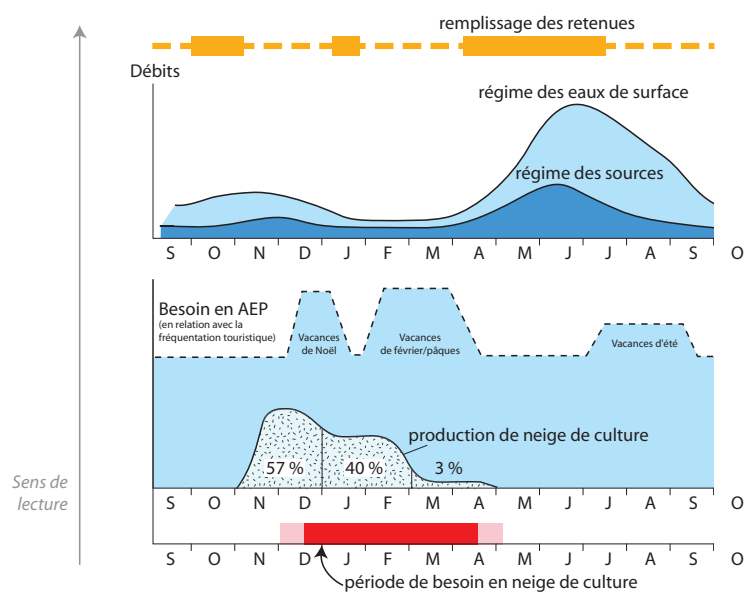 remplissage des retenues
Débits
régime des eaux de surface
régime des sources
S O N D J F M A M J J A S O
Besoin en AEP
(en relation avec la
fréquentation touristique)
Vacances
de Noël
Vacances
de février/pâques
Vacances d'été
production de neige de culture
57 % 40 % 3 %
Sens de
lecture
S O N D J F M A M J J A S O
S O N D J F M A M J J A S O
période de besoin en neige de culture